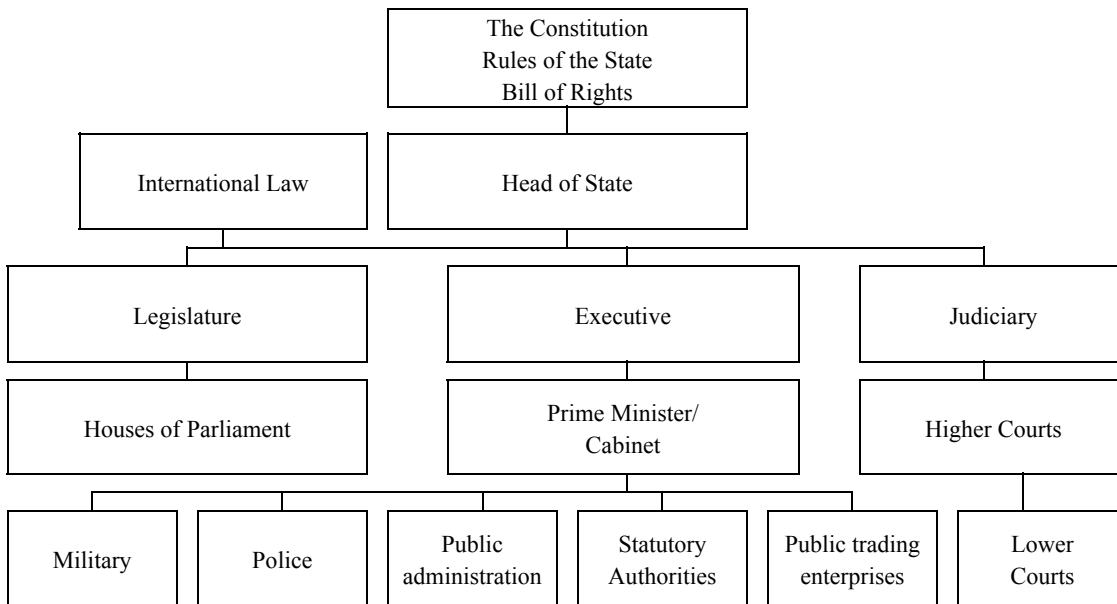 The Constitution
Rules of the State
Bill of Rights
International Law
Head of State
Legislature
Executive
Judiciary
Houses of Parliament
Prime Minister/
Cabinet
Higher Courts
Military
Police
Public
administration
Statutory
Authorities
Public trading
enterprises
Lower
Courts